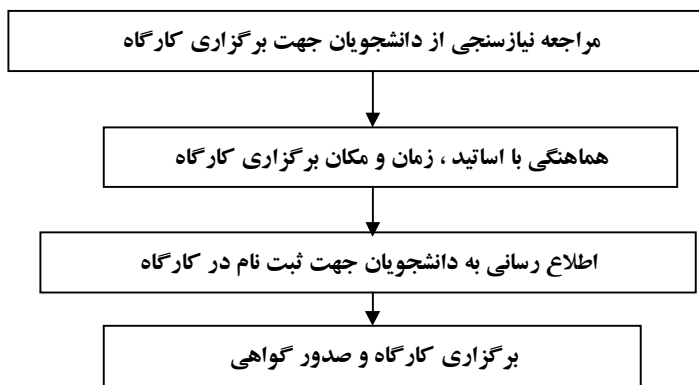 مراجعه نیازسنجی از دانشجویان جهت برگزاری کارگاه
هماهنگی با اساتید ، زمان و مکان برگزاری کارگاه
اطلاع رسانی به دانشجویان جهت ثبت نام در کارگاه
برگزاری کارگاه و صدور گواهی